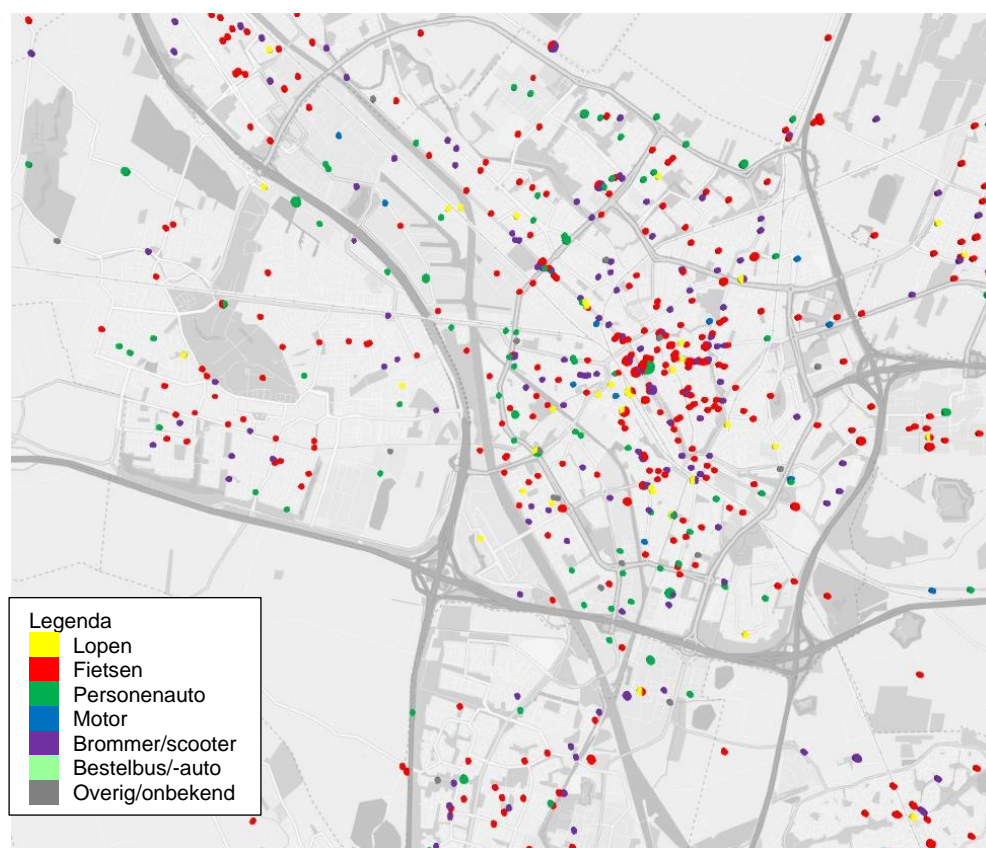 Legenda
Lopen
Fietsen
Personenauto
Motor
Brommer/scooter
Bestelbus/-auto
Overig/onbekend